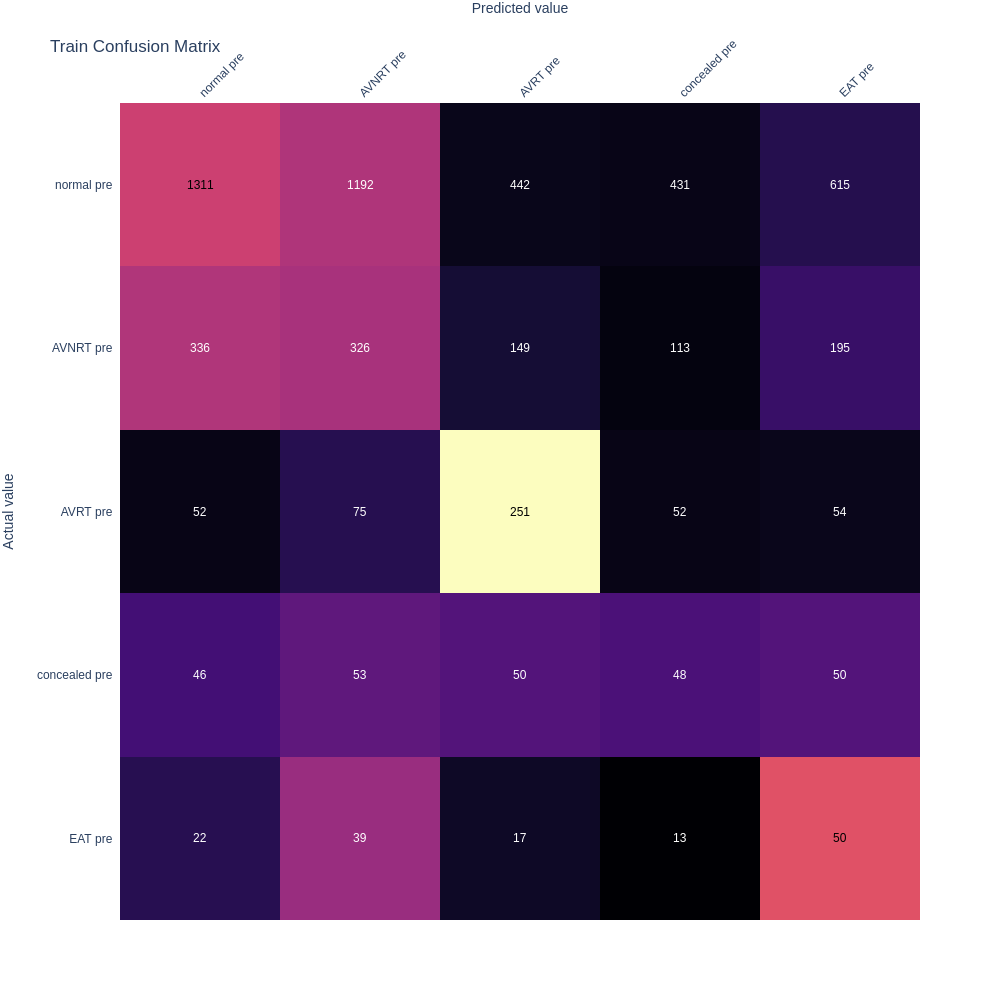 Predicted value
Train Confusion Matrix
normal pre AVNRT pre AVRT pre concealed pre EAT pre
normal pre 1311 1192 442 431 615
AVNRT pre 336 326 149 113 195
AVRT pre 52 75 251 52 54
concealed pre 46 53 50 48 50
EAT pre 22 39 17 13 50
Actual value